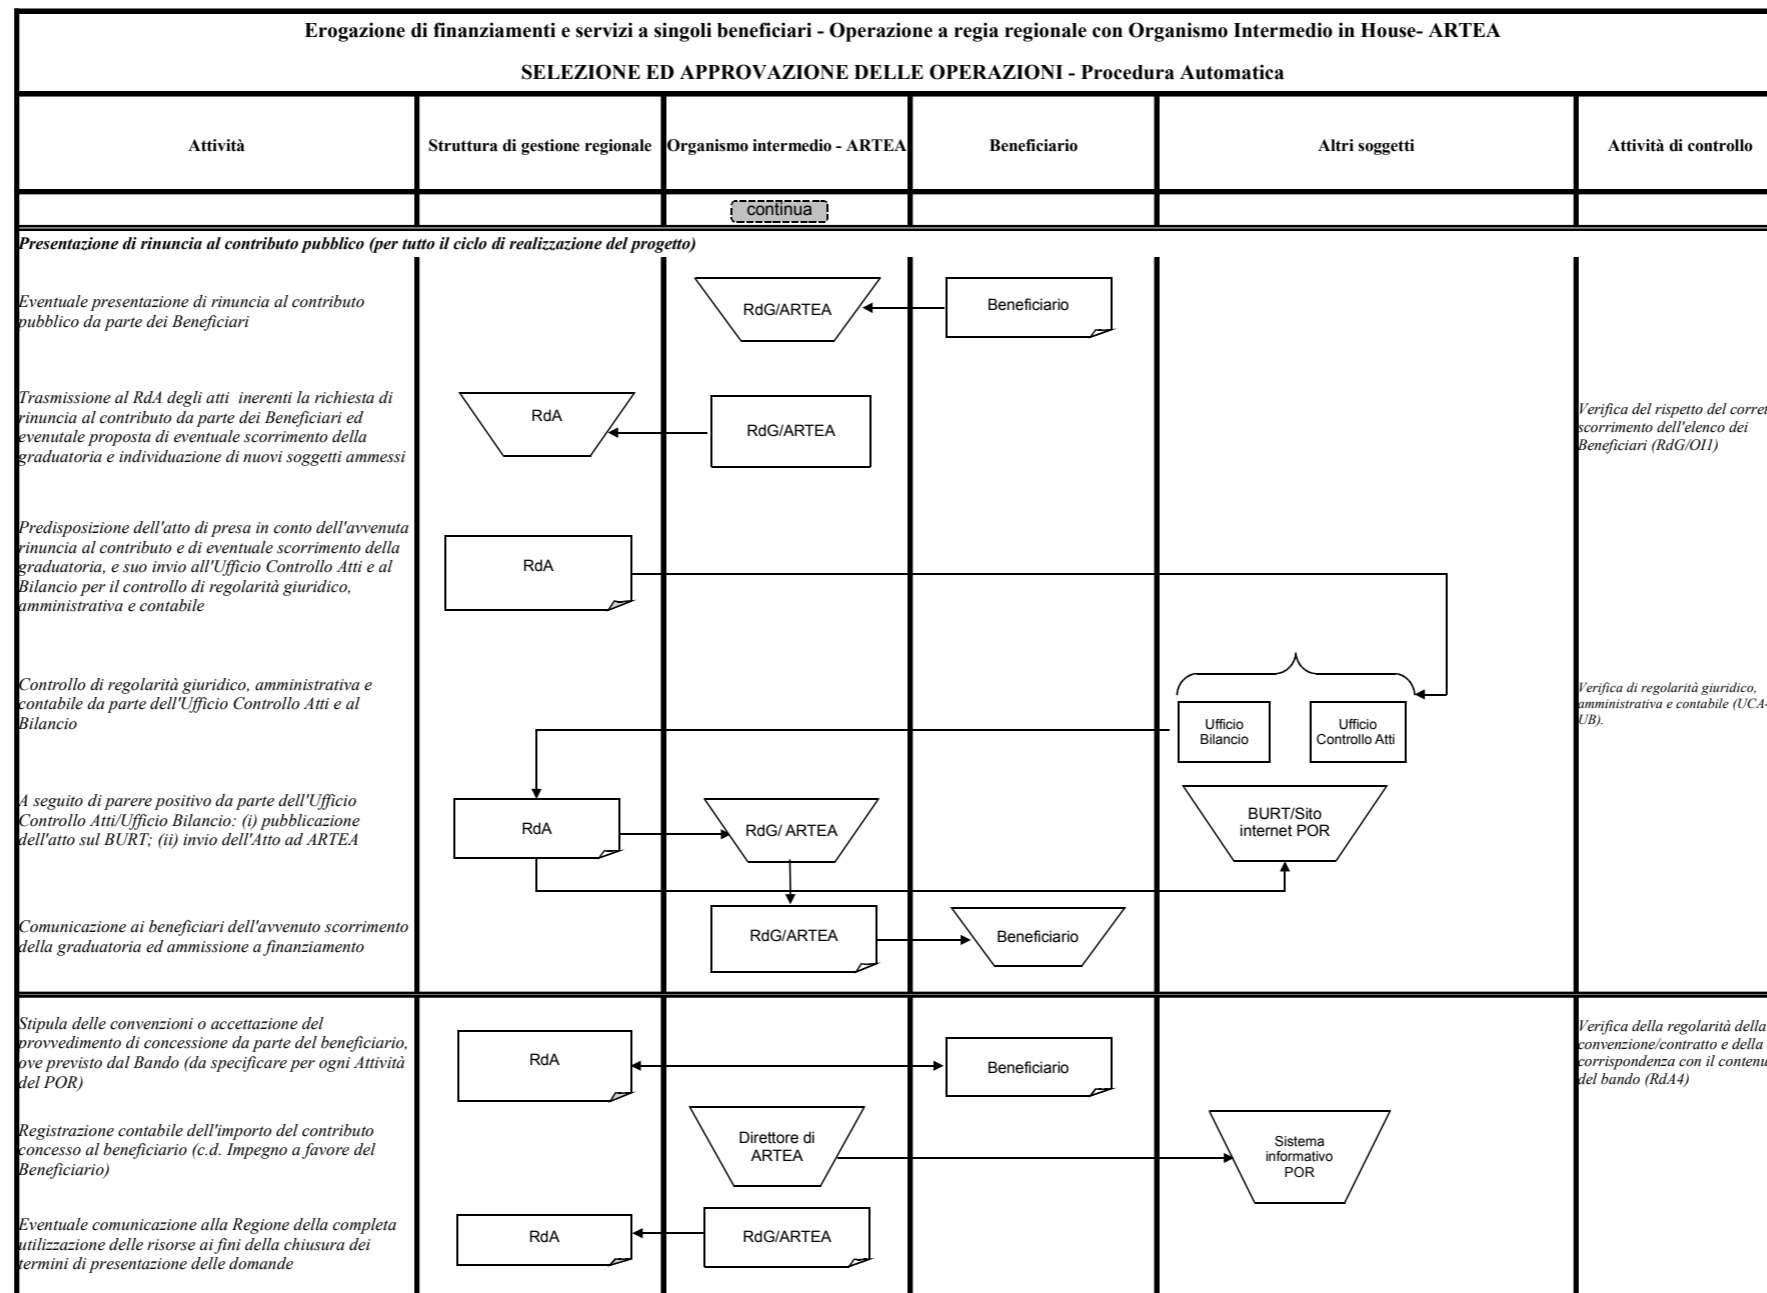 Erogazione di finanziamenti e servizi a singoli beneficiari - Operazione a regia regionale con Organismo Intermedio in House- ARTEA
SELEZIONE ED APPROVAZIONE DELLE OPERAZIONI - Procedura Automatica
Attività
Struttura di gestione regionale
Organismo intermedio - ARTEA
Beneficiario
Altri soggetti
Attività di controllo
continua
Presentazione di rinuncia al contributo pubblico (per tutto il ciclo di realizzazione del progetto)
Eventuale presentazione di rinuncia al contributo
pubblico da parte dei Beneficiari
RdG/ARTEA
Beneficiario
Trasmissione al RdA degli atti  inerenti la richiesta di
rinuncia al contributo da parte dei Beneficiari ed
evenutale proposta di eventuale scorrimento della
graduatoria e individuazione di nuovi soggetti ammessi
RdA
RdG/ARTEA
Verifica del rispetto del corret
scorrimento dell'elenco dei
Beneficiari (RdG/OI1)
Predisposizione dell'atto di presa in conto dell'avvenuta
rinuncia al contributo e di eventuale scorrimento della
graduatoria, e suo invio all'Ufficio Controllo Atti e al
Bilancio per il controllo di regolarità giuridico,
amministrativa e contabile
RdA
Controllo di regolarità giuridico, amministrativa e
contabile da parte dell'Ufficio Controllo Atti e al
Bilancio
Ufficio
Bilancio
Ufficio
Controllo Atti
Verifica di regolarità giuridico,
amministrativa e contabile (UCA-
UB).
A seguito di parere positivo da parte dell'Ufficio
Controllo Atti/Ufficio Bilancio: (i) pubblicazione
dell'atto sul BURT; (ii) invio dell'Atto ad ARTEA
RdA
RdG/ ARTEA
BURT/Sito
internet POR
Comunicazione ai beneficiari dell'avvenuto scorrimento
della graduatoria ed ammissione a finanziamento
RdG/ARTEA
Beneficiario
Stipula delle convenzioni o accettazione del
provvedimento di concessione da parte del beneficiario,
ove previsto dal Bando (da specificare per ogni Attività
del POR)
RdA
Beneficiario
Verifica della regolarità della
convenzione/contratto e della
corrispondenza con il contenu
del bando (RdA4)
Registrazione contabile dell'importo del contributo
concesso al beneficiario (c.d. Impegno a favore del
Beneficiario)
Direttore di
ARTEA
Sistema
informativo
POR
Eventuale comunicazione alla Regione della completa
utilizzazione delle risorse ai fini della chiusura dei
termini di presentazione delle domande
RdA
RdG/ARTEA